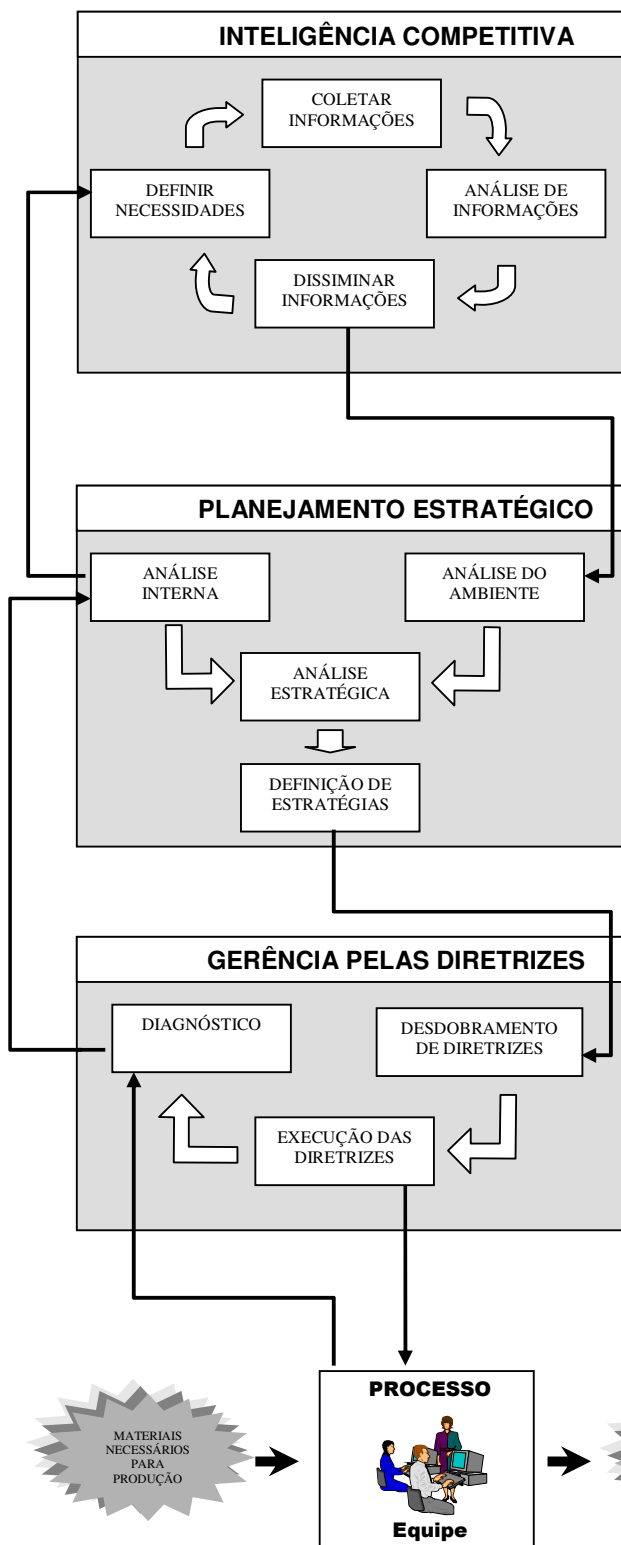 INTELIGÊNCIA COMPETITIVA
COLETAR
INFORMAÇÕES
DEFINIR
NECESSIDADES
ANÁLISE DE
INFORMAÇÕES
DISSIMINAR
INFORMAÇÕES
PLANEJAMENTO ESTRATÉGICO
ANÁLISE
INTERNA
ANÁLISE DO
AMBIENTE
ANÁLISE
ESTRATÉGICA
DEFINIÇÃO DE
ESTRATÉGIAS
GERÊNCIA PELAS DIRETRIZES
DIAGNÓSTICO
DESDOBRAMENTO
DE DIRETRIZES
EXECUÇÃO DAS
DIRETRIZES
PROCESSO
MATERIAIS
NECESSÁRIOS
PARA
PRODUÇÃO
Equipe